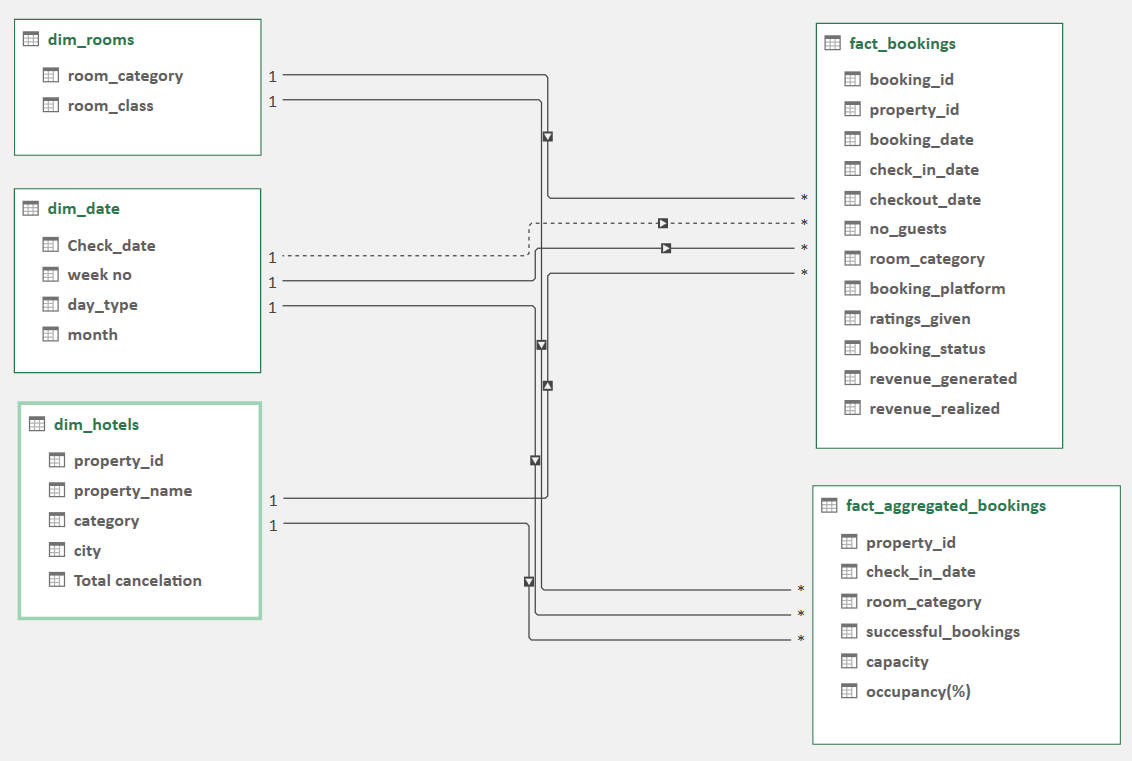 dim_rooms
room_category
room_class
dim_date
Check_date
week no
day_type
month
dim_hotels
property_id
property_name
category
city
Total cancelation
1
1
1
1
1
1
1
*
*
*
*
*
*
*
fact_bookings
booking_id
property_id
booking_date
check_in_date
checkout_date
no_guests
room_category
booking_platform
ratings_given
booking_status
revenue_generated
revenue_realized
fact_aggregated_bookings
property_id
check_in_date
room_category
successful_bookings
capacity
occupancy(%)